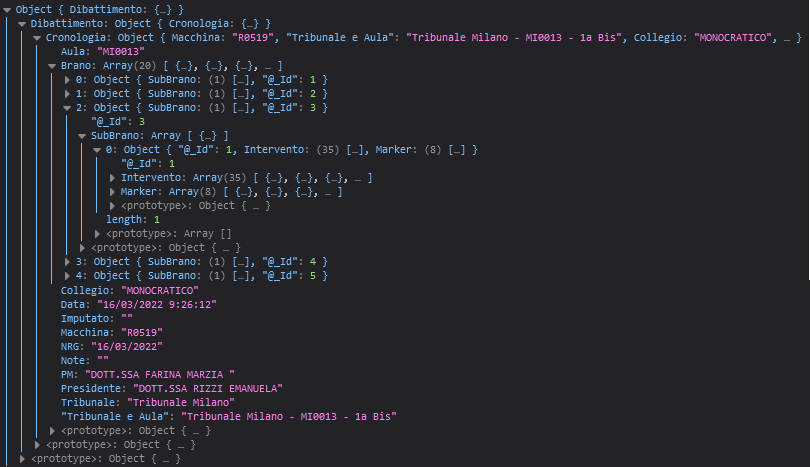 Object { Dibattimento: {…} }
Dibattimento: Object { Cronologia: {…} }
Cronologia: Object { Macchina: "R0519", "Tribunale e Aula": "Tribunale Milano - MI0013 - 1a Bis", Collegio: "MONOCRATICO", … }
Aula: "MI0013"
Brano: Array(20) [ {…}, {…}, {…}, … ]
0: Object { SubBrano: (1) […], "@_Id": 1 }
1: Object { SubBrano: (1) […], "@_Id": 2 }
2: Object { SubBrano: (1) […], "@_Id": 3 }
"@_Id": 3
SubBrano: Array [ {…} ]
0: Object { "@_Id": 1, Intervento: (35) […], Marker: (8) […] }
"@_Id": 1
Intervento: Array(35) [ {…}, {…}, {…}, … ]
Marker: Array(8) [ {…}, {…}, {…}, … ]
<prototype>: Object { … }
length: 1
<prototype>: Array []
<prototype>: Object { … }
3: Object { SubBrano: (1) […], "@_Id": 4 }
4: Object { SubBrano: (1) […], "@_Id": 5 }
Collegio: "MONOCRATICO"
Data: "16/03/2022 9:26:12"
Imputato: ""
Macchina: "R0519"
NRG: "16/03/2022"
Note: ""
PM: "DOTT.SSA FARINA MARZIA "
Presidente: "DOTT.SSA RIZZI EMANUELA"
Tribunale: "Tribunale Milano"
"Tribunale e Aula": "Tribunale Milano - MI0013 - 1a Bis"
<prototype>: Object { … }
<prototype>: Object { … }
<prototype>: Object { … }